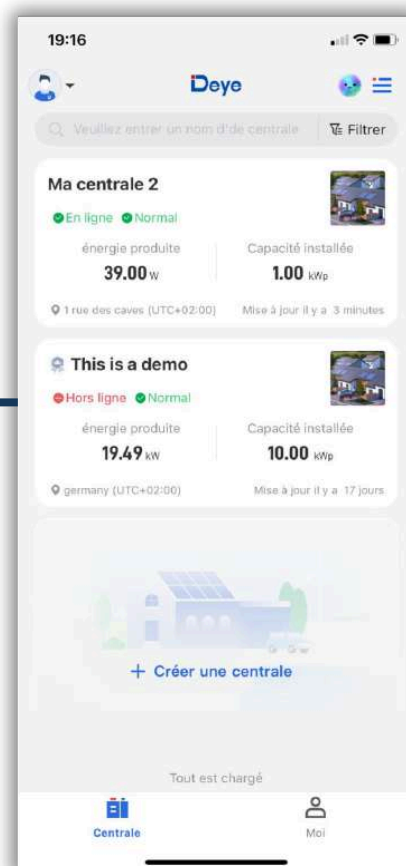 19:16
Deye
Veuillez entrer un nom d'de centrale
Filtrer
Ma centrale 2
En ligne Normal
énergie produite Capacité installée
39.00 W 1.00 kWp
1 rue des caves (UTC+02:00) Mise à jour il y a 3 minutes
This is a demo
Hors ligne Normal
énergie produite Capacité installée
19.49 kW 10.00 kWp
germany (UTC+02:00) Mise à jour il y a 17 jours
+ Créer une centrale
Tout est chargé
Centrale Moi